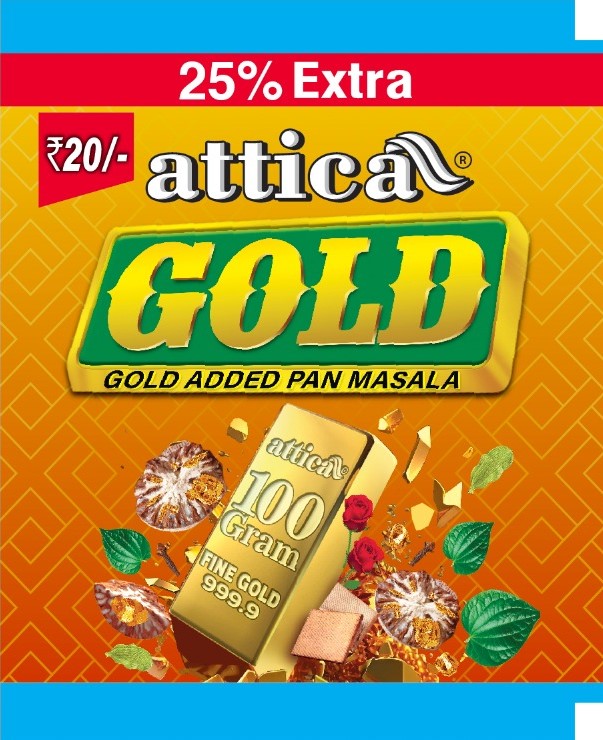 25% Extra
₹20/-
attica®
GOLD
GOLD ADDED PAN MASALA
attica®
100
Gram
FINE GOLD
999.9